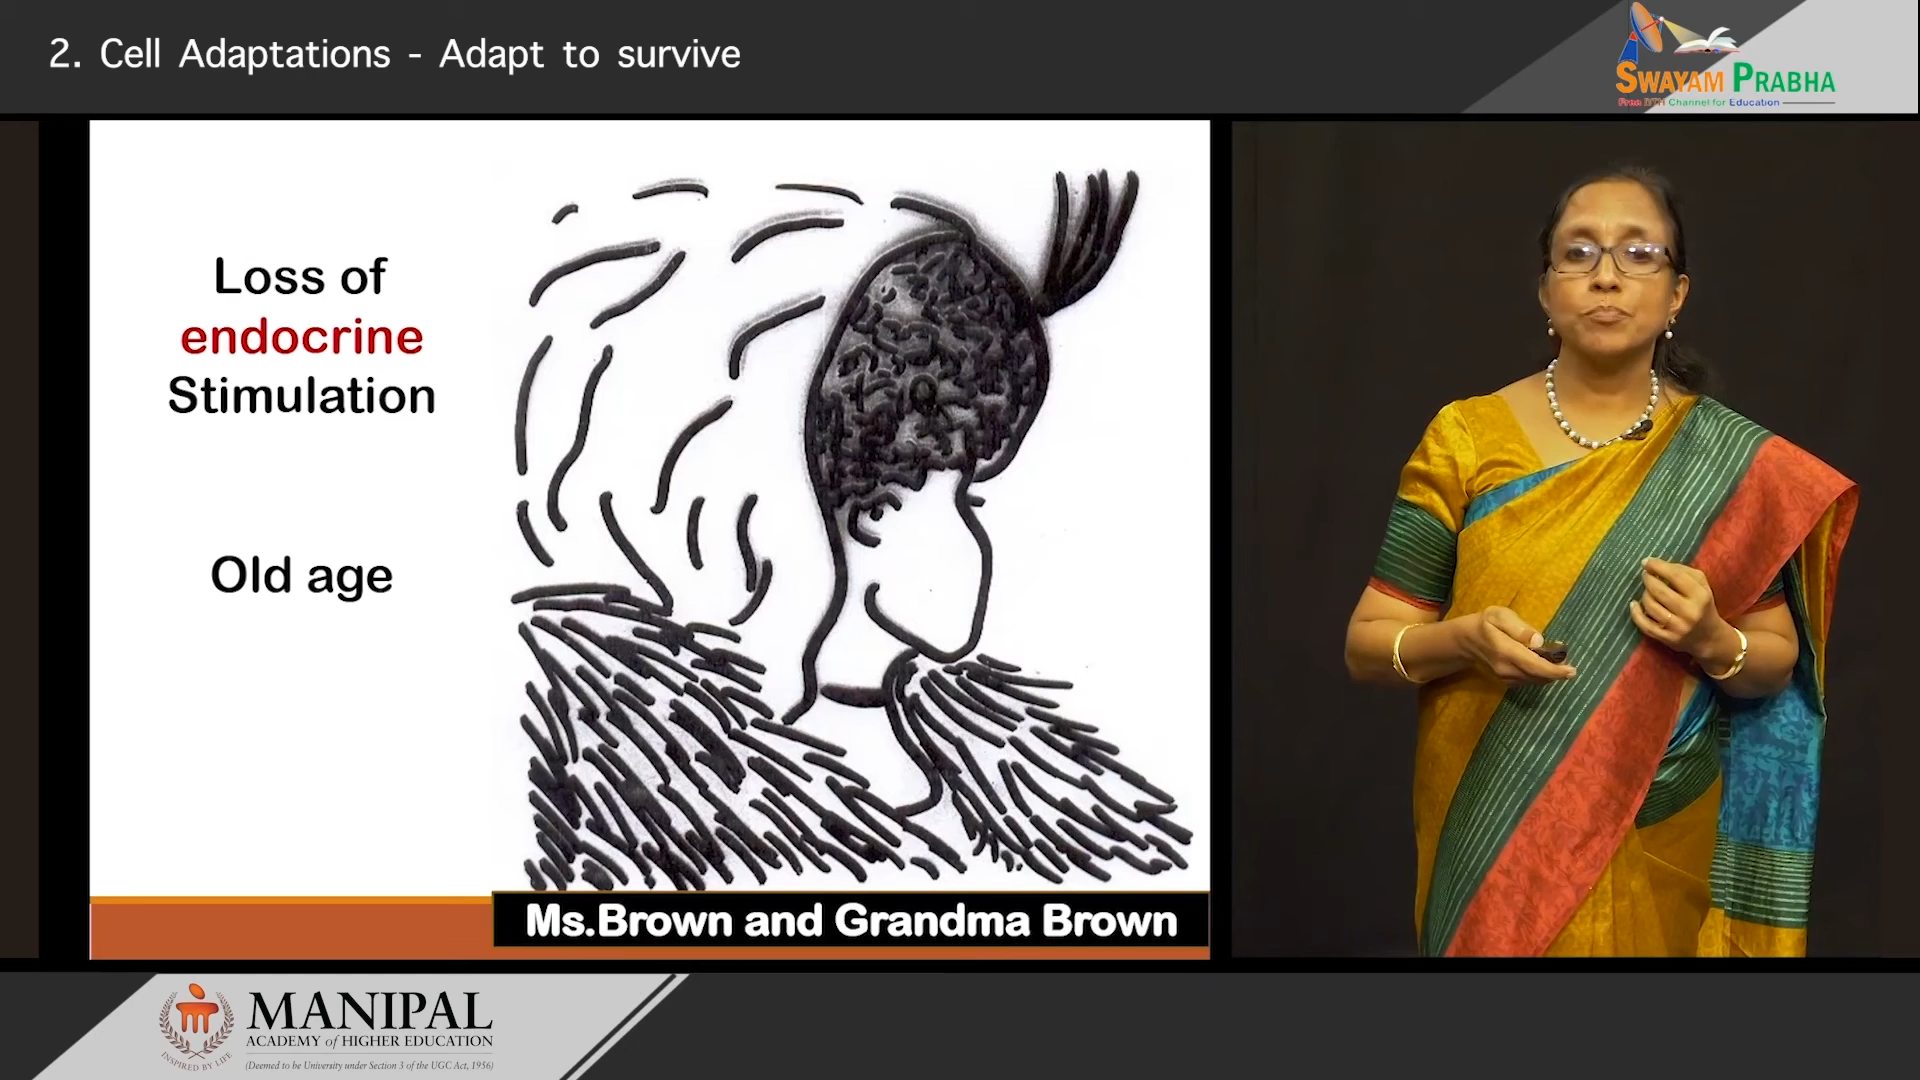 2. Cell Adaptations - Adapt to survive
SWAYAM PRABHA
Free DTH Channel for Education
Loss of
endocrine
Stimulation
Old age
Ms.Brown and Grandma Brown
INSPIRED BY LIFE
MANIPAL
ACADEMY of HIGHER EDUCATION
(Deemed to be University under Section 3 of the UGC Act, 1956)